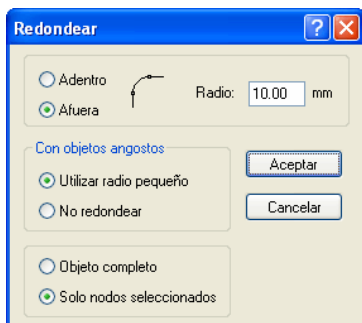 Redondear
Adentro
Afuera
Radio: 10.00 mm
Con objetos angostos
Utilizar radio pequeño
No redondear
Aceptar
Cancelar
Objeto completo
Solo nodos seleccionados